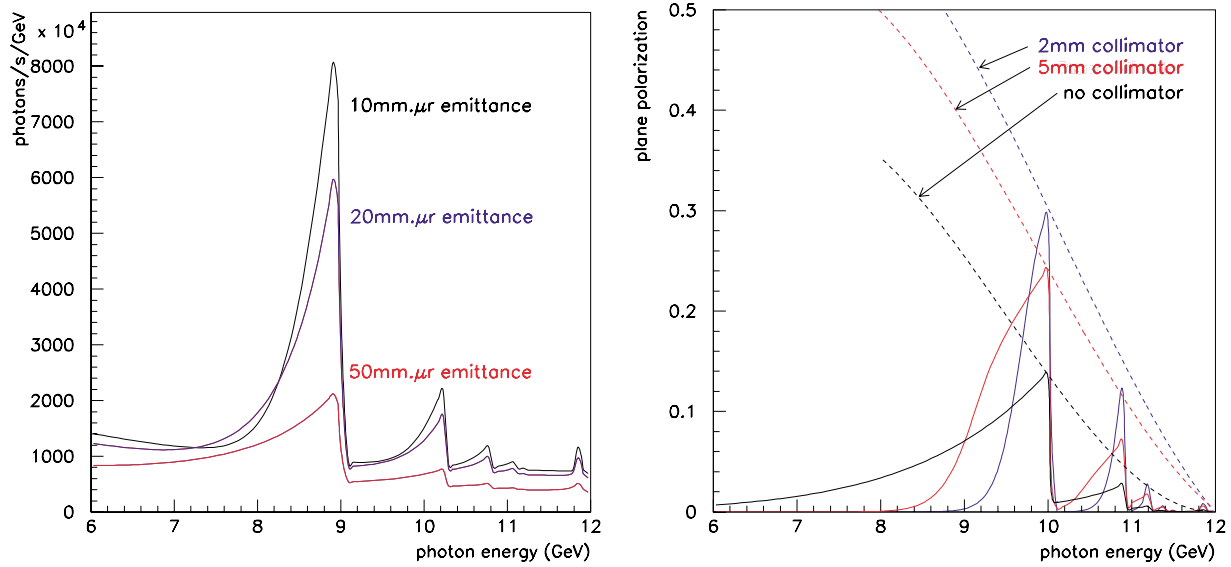 photons/s/GeV
x 10⁴
8000
7000
6000
5000
4000
3000
2000
1000
0
6 7 8 9 10 11 12
photon energy (GeV)
10mm.μr emittance
20mm.μr emittance
50mm.μr emittance
plane polarization
0.5
0.4
0.3
0.2
0.1
0
6 7 8 9 10 11 12
photon energy (GeV)
2mm collimator
5mm collimator
no collimator